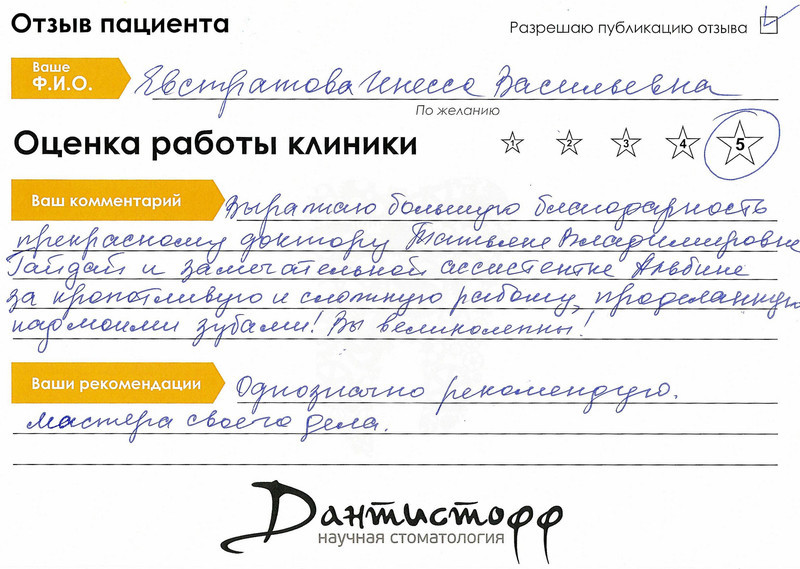 Отзыв пациента
Разрешаю публикацию отзыва
Ваше
Ф.И.О.
Евстратова Инесса Васильевна
По желанию
Оценка работы клиники
1 2 3 4 5
Ваш комментарий Выражаю большую благодарность
прекрасному доктору Татьяне Владимировне
Гайдай и замечательной ассистентке Альбине
за кропотливую и сложную работу, проделанную
над моими зубами! Вы великолепны!
Ваши рекомендации Однозначно рекомендую.
Мастера своего дела.
Дантистофф
научная стоматология